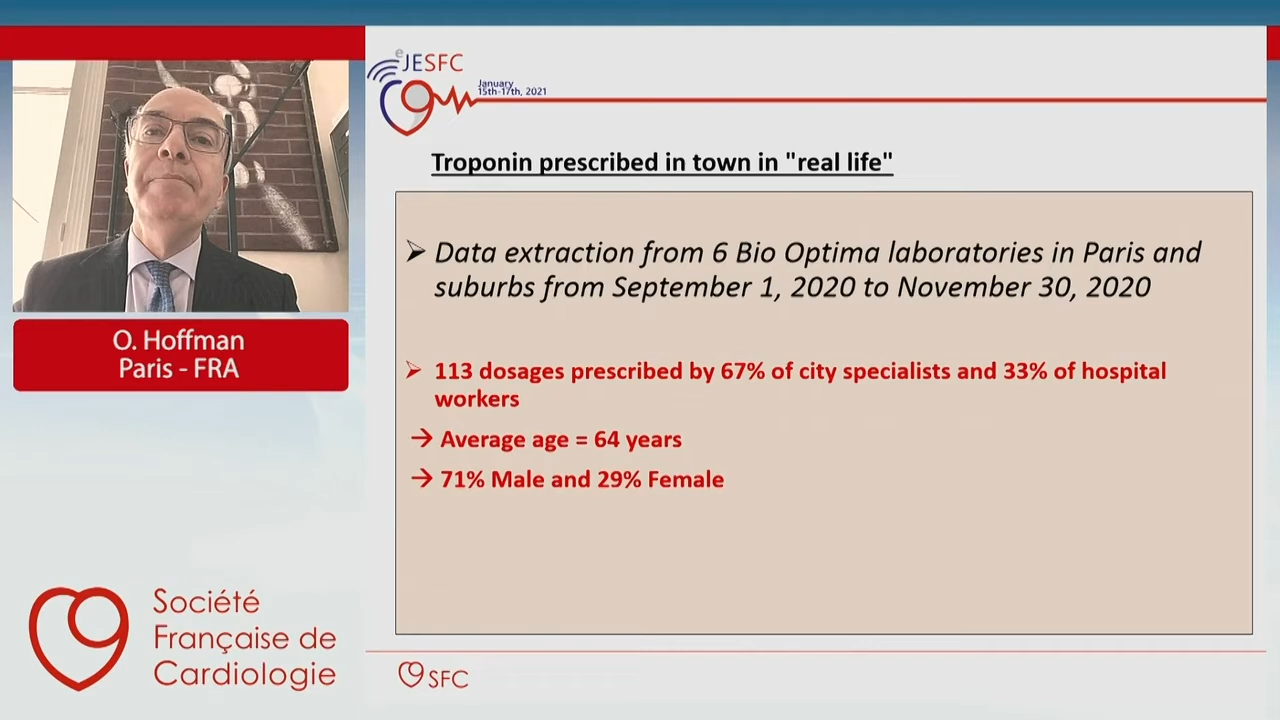 eJESFC
January
15th-17th, 2021
Troponin prescribed in town in "real life"
Data extraction from 6 Bio Optima laboratories in Paris and
suburbs from September 1, 2020 to November 30, 2020
113 dosages prescribed by 67% of city specialists and 33% of hospital
workers
→ Average age = 64 years
→ 71% Male and 29% Female
O. Hoffman
Paris - FRA
Société
Française de
Cardiologie
SFC